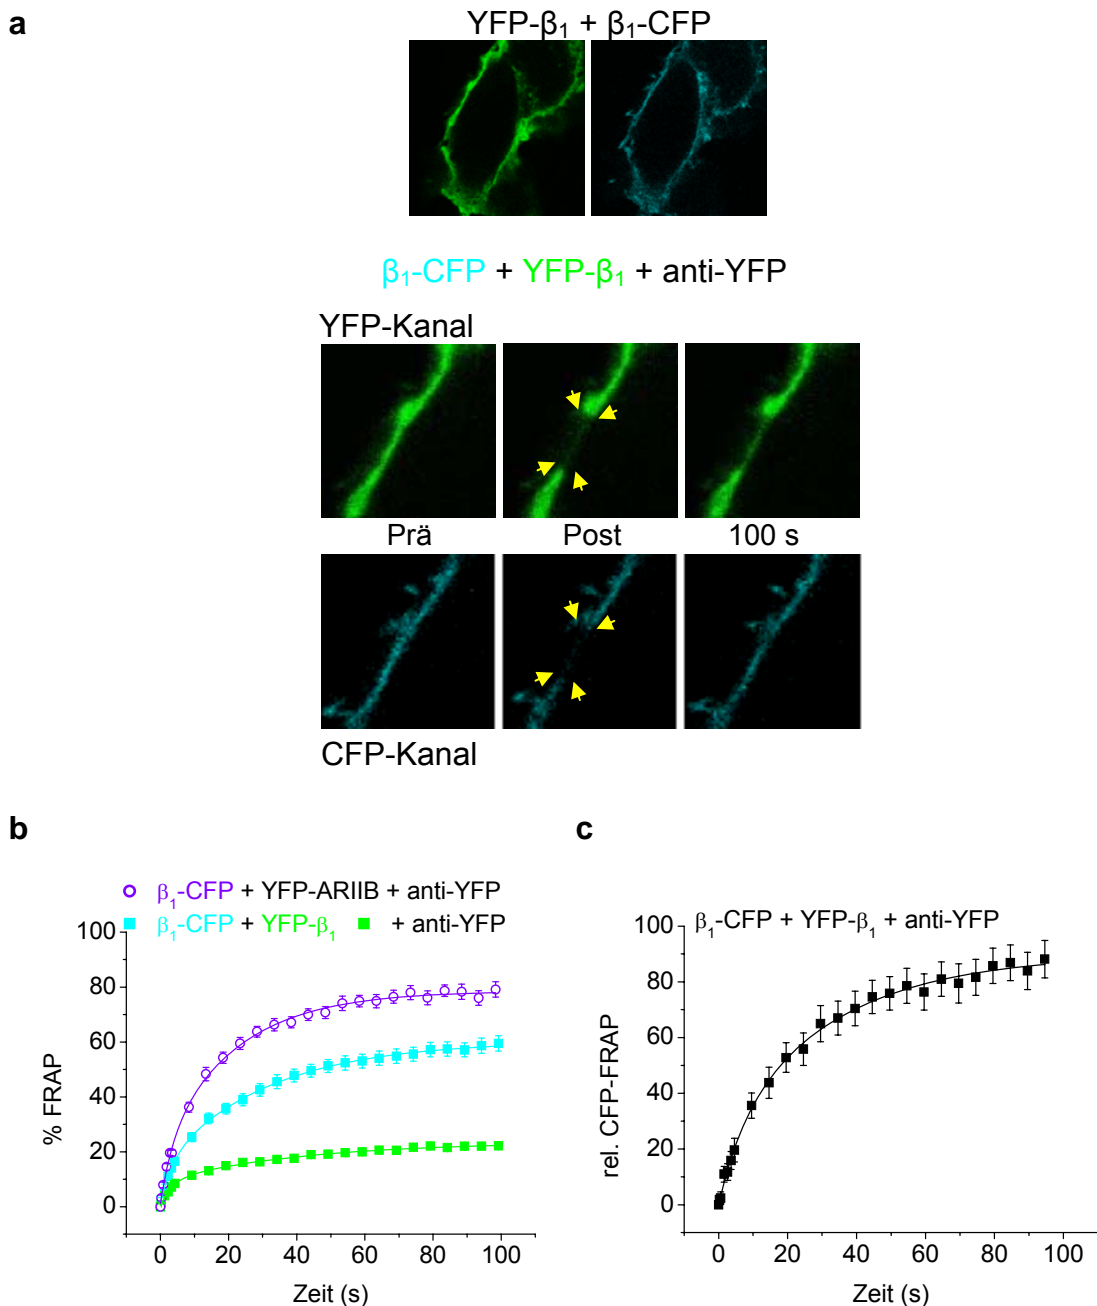 a
YFP-β₁ + β₁-CFP
β₁-CFP + YFP-β₁ + anti-YFP
YFP-Kanal
Prä Post 100 s
CFP-Kanal
b
β₁-CFP + YFP-ARIIB + anti-YFP
β₁-CFP + YFP-β₁ + anti-YFP
100
80
60
40
20
0
% FRAP
0 20 40 60 80 100
Zeit (s)
c
β₁-CFP + YFP-β₁ + anti-YFP
100
80
60
40
20
0
rel. CFP-FRAP
0 20 40 60 80 100
Zeit (s)